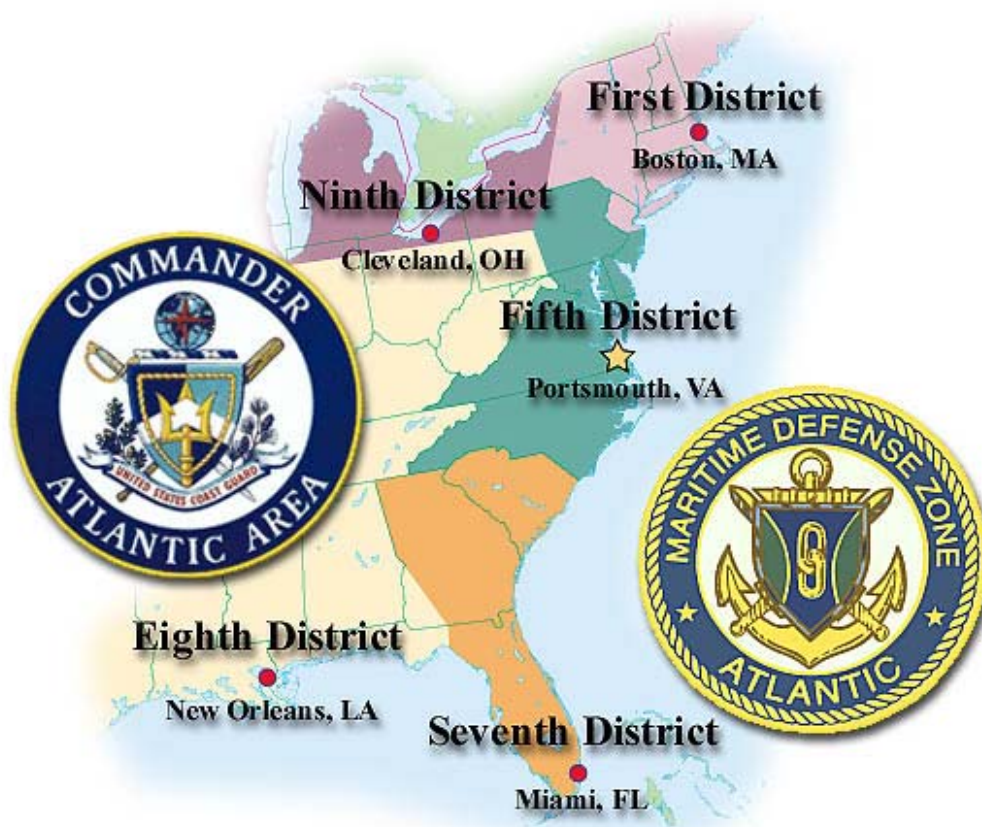 First District
Boston, MA
Ninth District
Cleveland, OH
COMMANDER
ATLANTIC AREA
UNITED STATES COAST GUARD
Fifth District
Portsmouth, VA
MARITIME DEFENSE ZONE
ATLANTIC
Eighth District
New Orleans, LA
Seventh District
Miami, FL